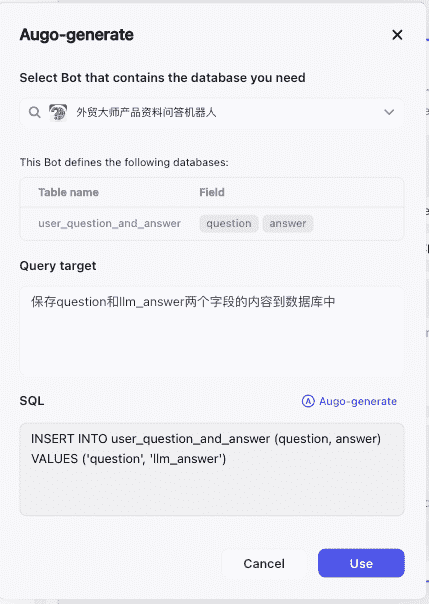 Augo-generate
Select Bot that contains the database you need
外贸大师产品资料问答机器人
This Bot defines the following databases:
Table name Field
user_question_and_answer question answer
Query target
保存question和llm_answer两个字段的内容到数据库中
SQL
Augo-generate
INSERT INTO user_question_and_answer (question, answer)
VALUES ('question', 'llm_answer')
Cancel Use